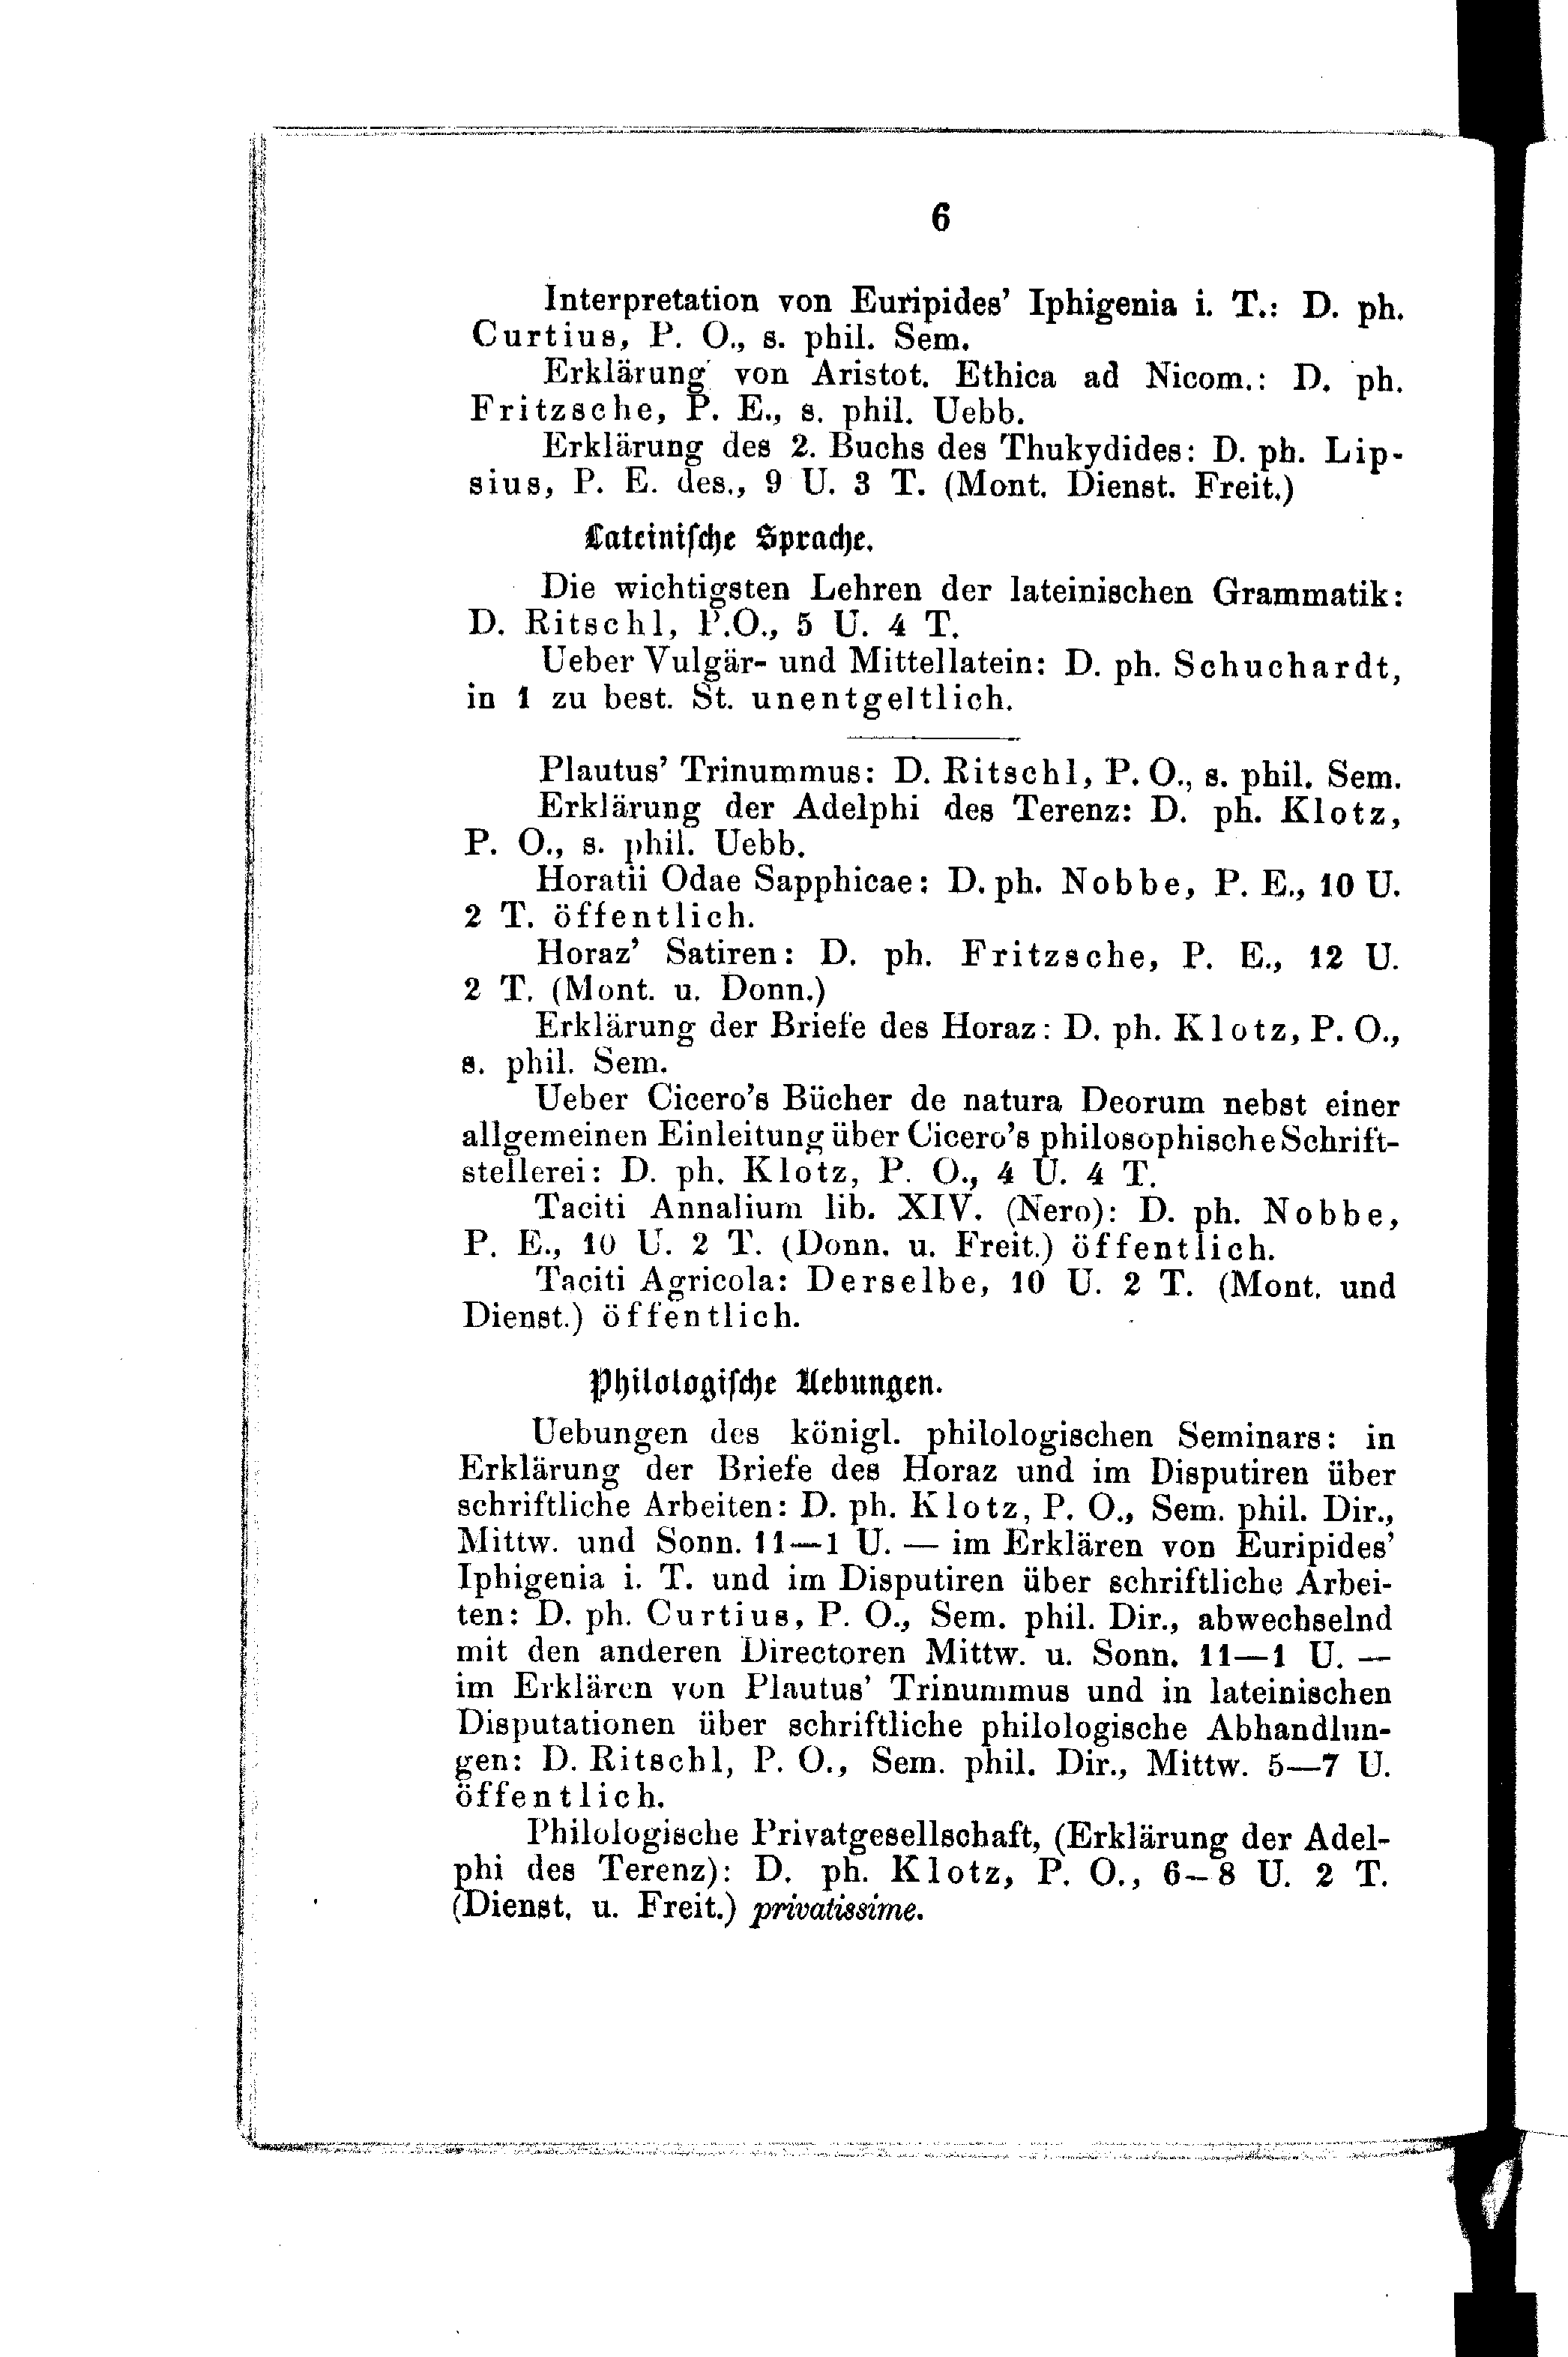 6
Interpretation von Euripides' Iphigenia i. T.: D. ph.
Curtius, P. O., s. phil. Sem.
Erklärung von Aristot. Ethica ad Nicom.: D. ph.
Fritzsche, P. E., s. phil. Uebb.
Erklärung des 2. Buchs des Thukydides: D. ph. Lip-
sius, P. E. des., 9 U. 3 T. (Mont. Dienst. Freit.)
Lateinische Sprache.
Die wichtigsten Lehren der lateinischen Grammatik:
D. Ritschl, P.O., 5 U. 4 T.
Ueber Vulgär- und Mittellatein: D. ph. Schuchardt,
in 1 zu best. St. unentgeltlich.
Plautus' Trinummus: D. Ritschl, P. O., s. phil. Sem.
Erklärung der Adelphi des Terenz: D. ph. Klotz,
P. O., s. phil. Uebb.
Horatii Odae Sapphicae: D. ph. Nobbe, P. E., 10 U.
2 T. öffentlich.
Horaz' Satiren: D. ph. Fritzsche, P. E., 12 U.
2 T. (Mont. u. Donn.)
Erklärung der Briefe des Horaz: D. ph. Klotz, P. O.,
s. phil. Sem.
Ueber Cicero's Bücher de natura Deorum nebst einer
allgemeinen Einleitung über Cicero's philosophische Schrift-
stellerei: D. ph. Klotz, P. O., 4 U. 4 T.
Taciti Annalium lib. XIV. (Nero): D. ph. Nobbe,
P. E., 10 U. 2 T. (Donn. u. Freit.) öffentlich.
Taciti Agricola: Derselbe, 10 U. 2 T. (Mont. und
Dienst.) öffentlich.
Philologische Uebungen.
Uebungen des königl. philologischen Seminars: in
Erklärung der Briefe des Horaz und im Disputiren über
schriftliche Arbeiten: D. ph. Klotz, P. O., Sem. phil. Dir.,
Mittw. und Sonn. 11—1 U. — im Erklären von Euripides'
Iphigenia i. T. und im Disputiren über schriftliche Arbei-
ten: D. ph. Curtius, P. O., Sem. phil. Dir., abwechselnd
mit den anderen Directoren Mittw. u. Sonn. 11—1 U. —
im Erklären von Plautus' Trinummus und in lateinischen
Disputationen über schriftliche philologische Abhandlun-
gen: D. Ritschl, P. O., Sem. phil. Dir., Mittw. 5—7 U.
öffentlich.
Philologische Privatgesellschaft, (Erklärung der Adel-
phi des Terenz): D. ph. Klotz, P. O., 6–8 U. 2 T.
(Dienst. u. Freit.) privatissime.